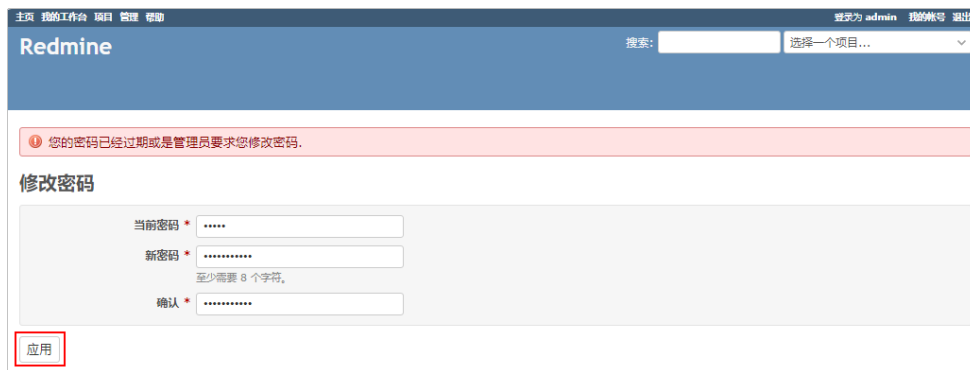 主页 我的工作台 项目 管理 帮助 登录为 admin 我的帐号 退出
Redmine 搜索: 选择一个项目...
您的密码已经过期或是管理员要求您修改密码.
修改密码
当前密码 * •••••
新密码 * •••••••••••
至少需要 8 个字符。
确认 * •••••••••••
应用